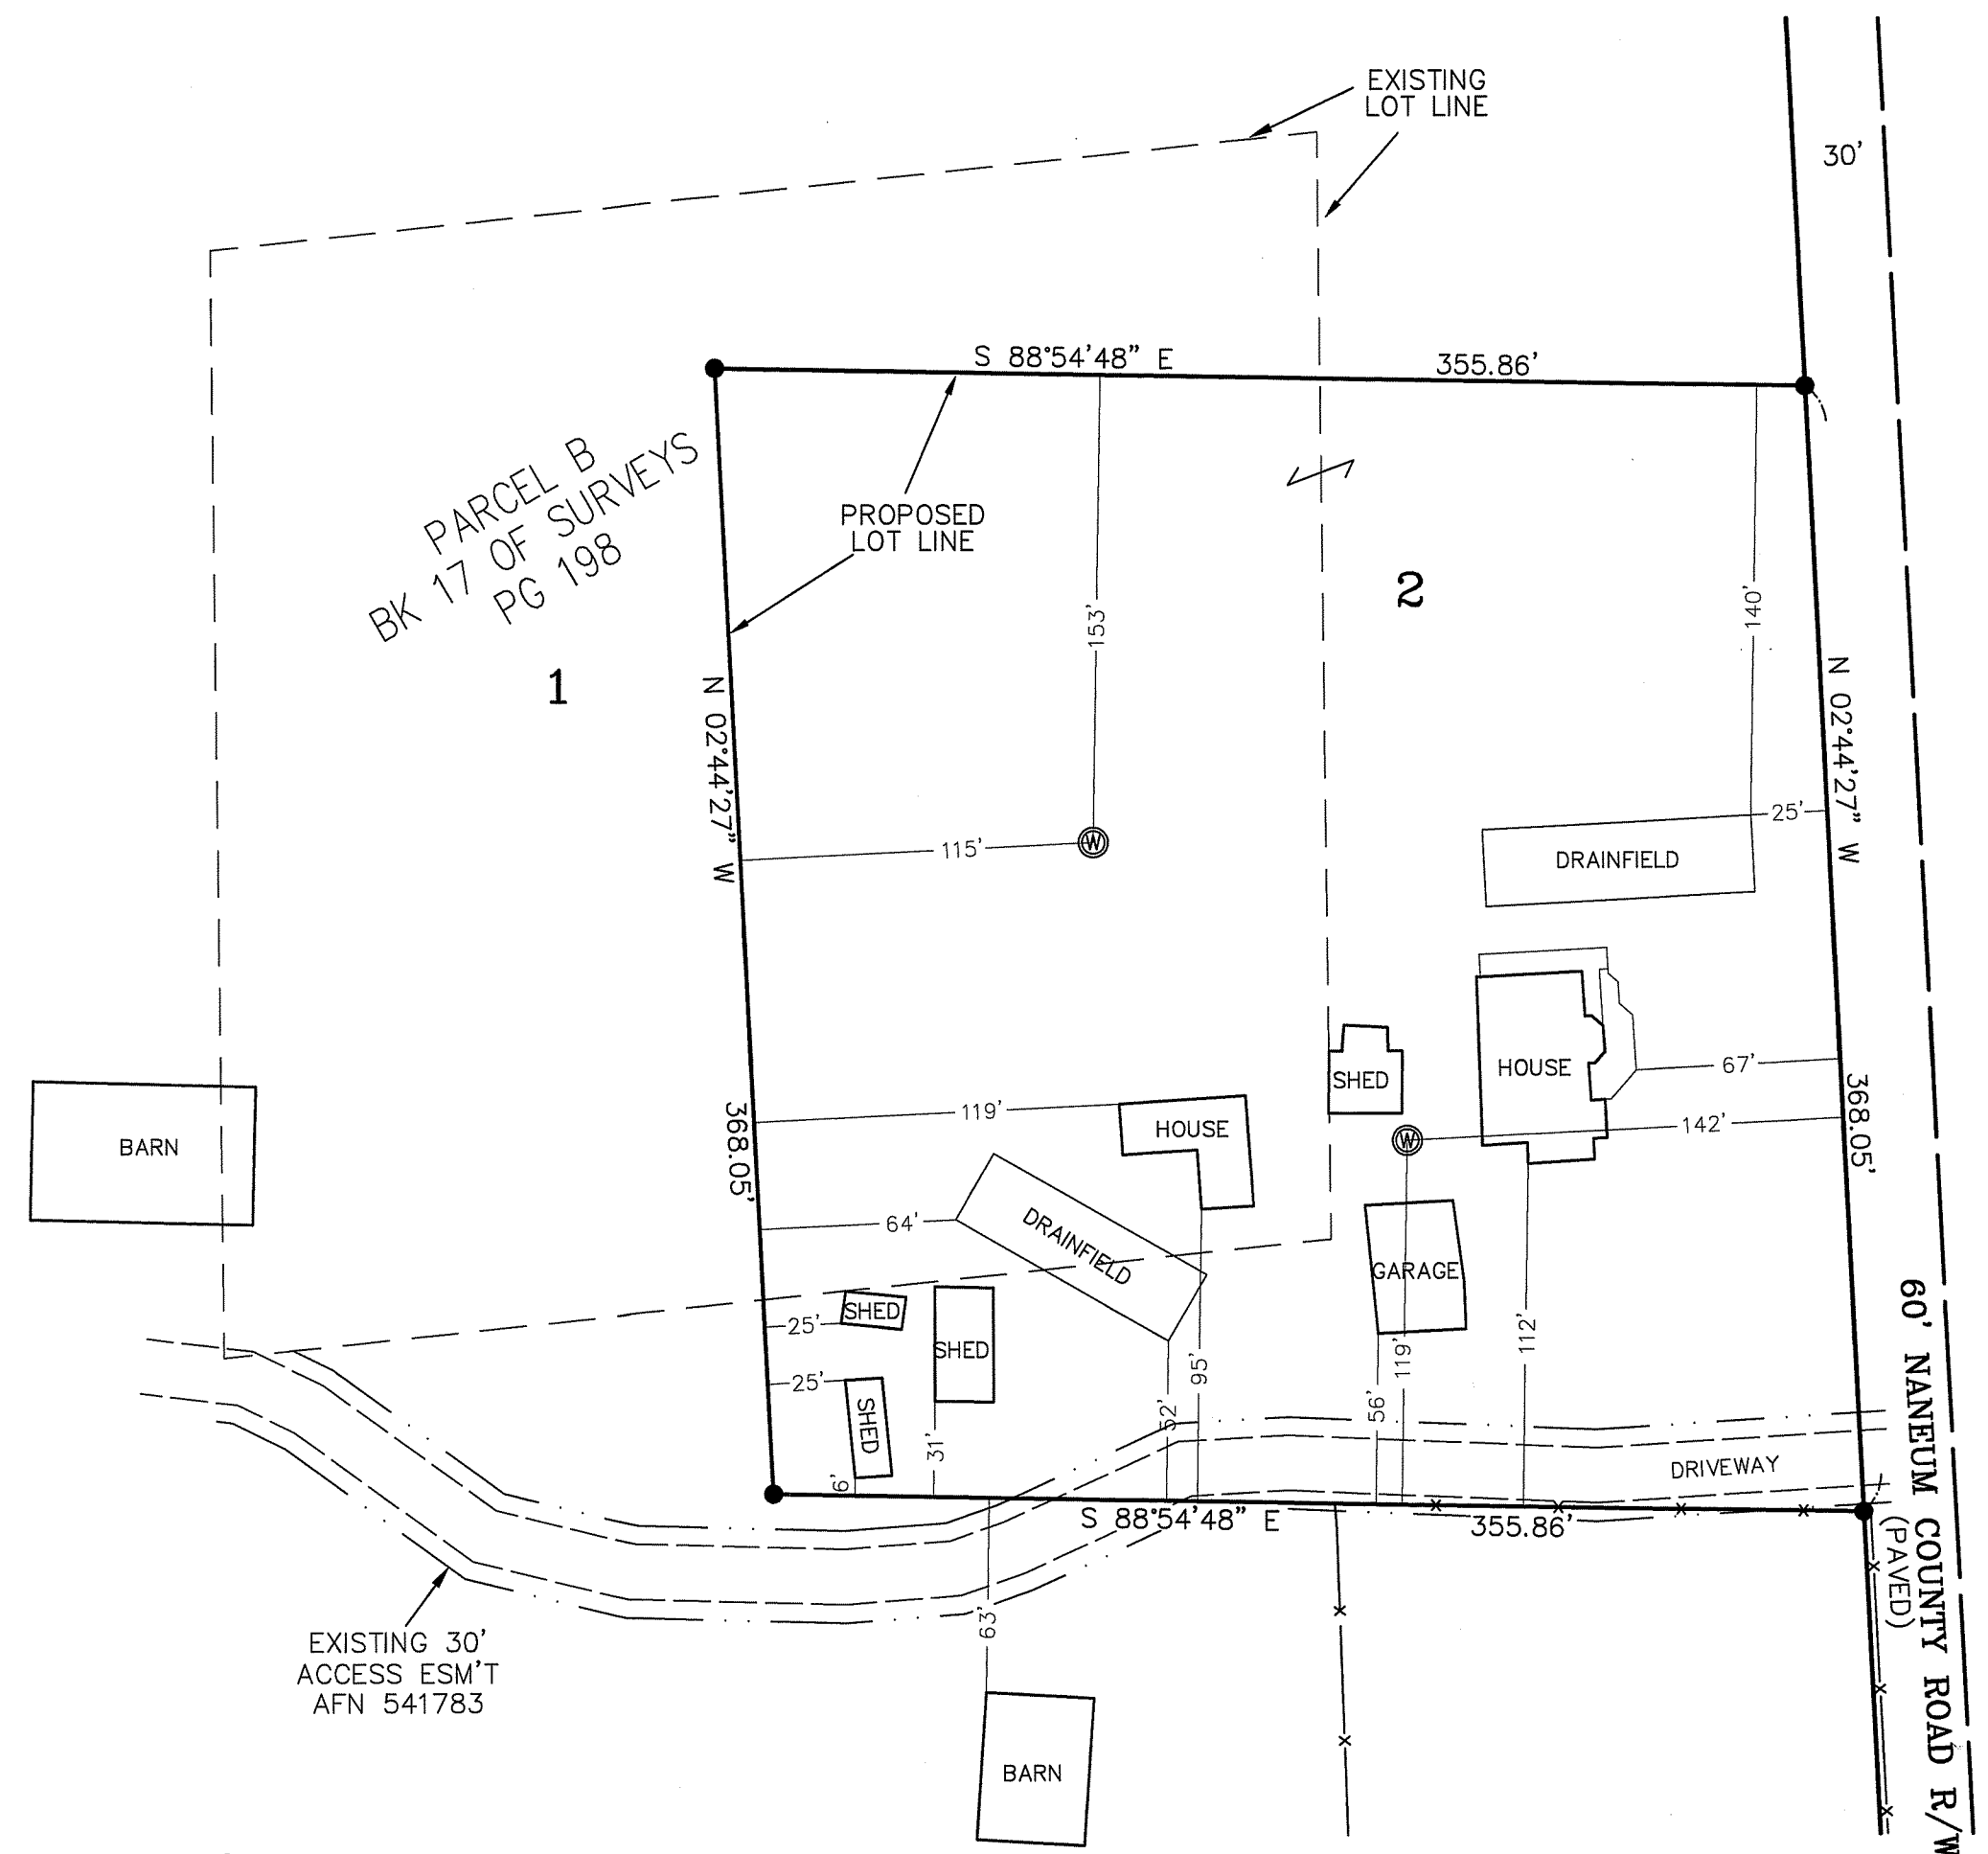 EXISTING
LOT LINE
30'
S 88°54'48" E
355.86'
PARCEL B
BK 17 OF SURVEYS
PG 198
PROPOSED
LOT LINE
2
1
153'
140'
N 02°44'27" W
N 02°44'27" W
115'
W
25'
DRAINFIELD
HOUSE
67'
SHED
142'
W
368.05'
368.05'
119'
HOUSE
BARN
64'
DRAINFIELD
GARAGE
SHED
25'
SHED
25'
SHED
6'
31'
52'
95'
56'
119'
112'
DRIVEWAY
S 88°54'48" E
355.86'
60' NANEUM COUNTY ROAD R/W
(PAVED)
63'
EXISTING 30'
ACCESS ESM'T
AFN 541783
BARN